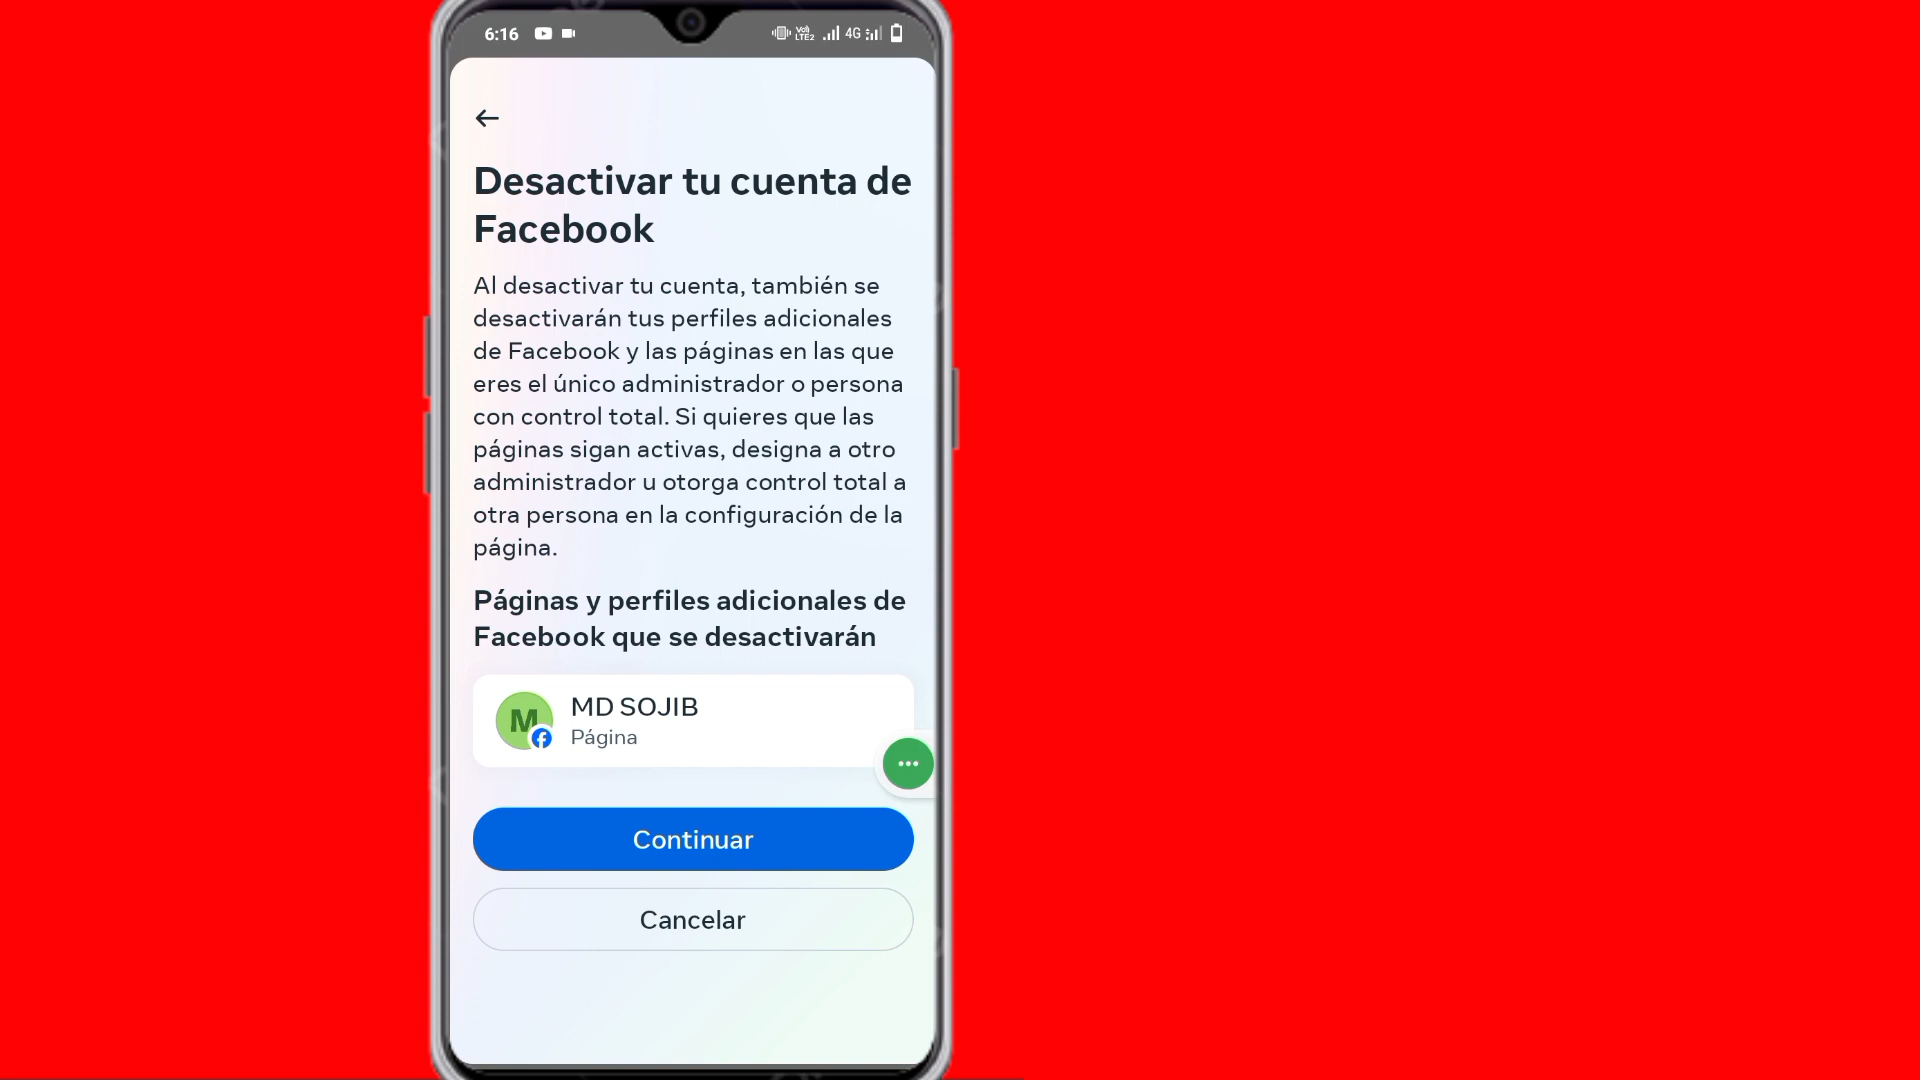 6:16
VoLTE2 4G
Desactivar tu cuenta de
Facebook
Al desactivar tu cuenta, también se
desactivarán tus perfiles adicionales
de Facebook y las páginas en las que
eres el único administrador o persona
con control total. Si quieres que las
páginas sigan activas, designa a otro
administrador u otorga control total a
otra persona en la configuración de la
página.
Páginas y perfiles adicionales de
Facebook que se desactivarán
M
MD SOJIB
Página
Continuar
Cancelar